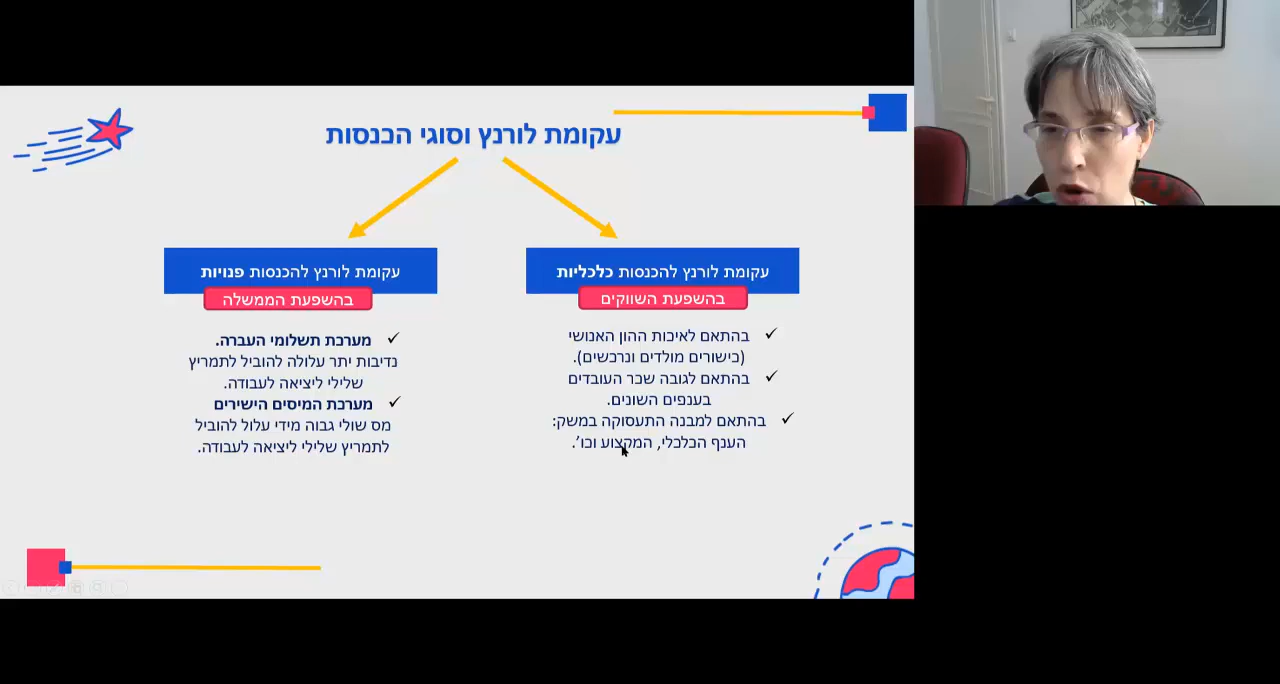 עקומת לורנץ וסוגי הכנסות
עקומת לורנץ להכנסות כלכליות
בהשפעת השווקים
בהתאם לאיכות ההון האנושי
(כישורים מולדים ונרכשים).
בהתאם לגובה שכר העובדים
בענפים השונים.
בהתאם למבנה התעסוקה במשק:
הענף הכלכלי, המקצוע וכו'.
עקומת לורנץ להכנסות פנויות
בהשפעת הממשלה
מערכת תשלומי העברה.
נדיבות יתר עלולה להוביל לתמריץ
שלילי ליציאה לעבודה.
מערכת המיסים הישירים
מס שולי גבוה מידי עלול להוביל
לתמריץ שלילי ליציאה לעבודה.